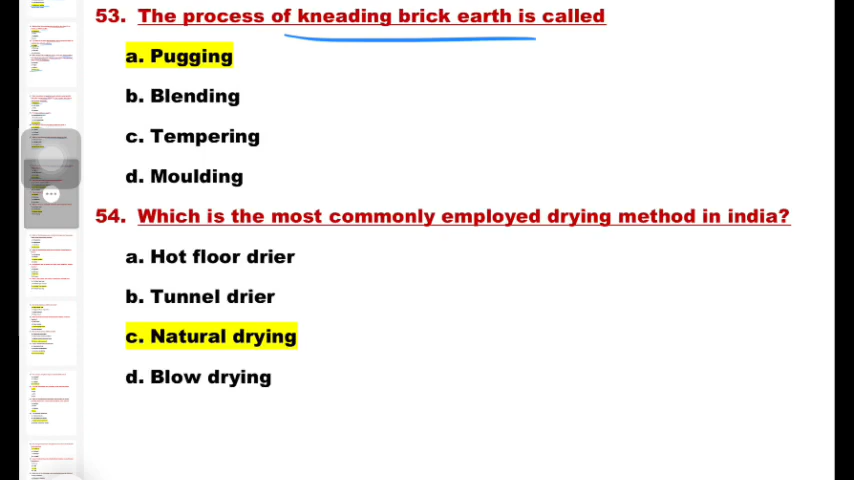 53. The process of kneading brick earth is called
a. Pugging
b. Blending
c. Tempering
d. Moulding
54. Which is the most commonly employed drying method in india?
a. Hot floor drier
b. Tunnel drier
c. Natural drying
d. Blow drying